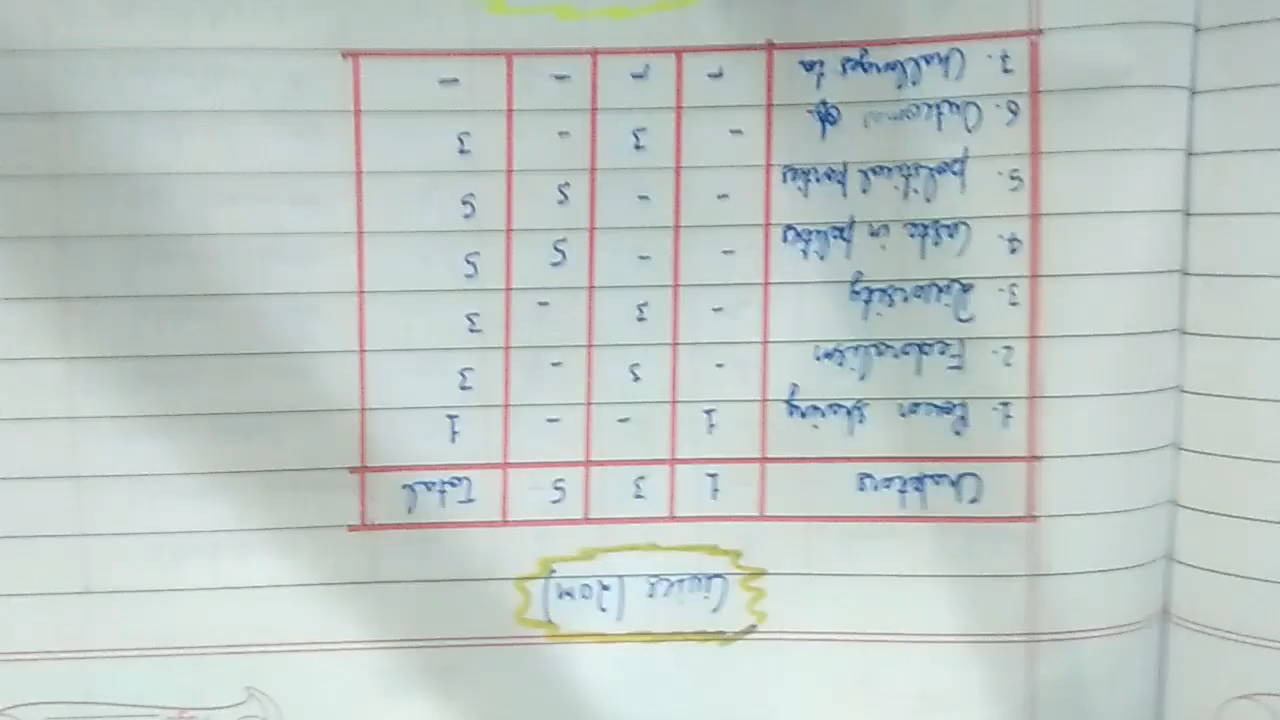 Civics (20M)
Chapters 1 3 5 Total
1. Power sharing 1 - - 1
2. Federalism - 3 - 3
3. Diversity - 3 - 3
4. Caste in politics - - 5 5
5. political parties - - 5 5
6. Outcomes of - 3 - 3
7. Challenges to - - - -